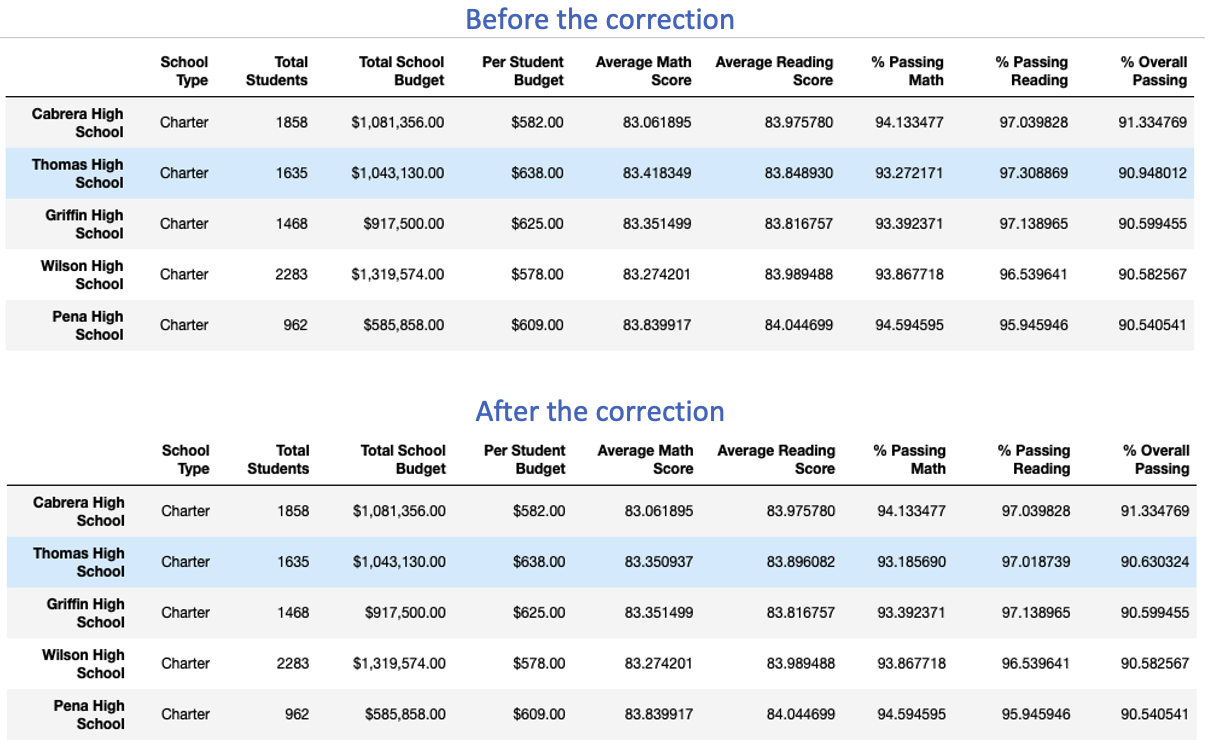 Before the correction
School Type Total Students Total School Budget Per Student Budget Average Math Score Average Reading Score % Passing Math % Passing Reading % Overall Passing
Cabrera High School Charter 1858 $1,081,356.00 $582.00 83.061895 83.975780 94.133477 97.039828 91.334769
Thomas High School Charter 1635 $1,043,130.00 $638.00 83.418349 83.848930 93.272171 97.308869 90.948012
Griffin High School Charter 1468 $917,500.00 $625.00 83.351499 83.816757 93.392371 97.138965 90.599455
Wilson High School Charter 2283 $1,319,574.00 $578.00 83.274201 83.989488 93.867718 96.539641 90.582567
Pena High School Charter 962 $585,858.00 $609.00 83.839917 84.044699 94.594595 95.945946 90.540541
After the correction
School Type Total Students Total School Budget Per Student Budget Average Math Score Average Reading Score % Passing Math % Passing Reading % Overall Passing
Cabrera High School Charter 1858 $1,081,356.00 $582.00 83.061895 83.975780 94.133477 97.039828 91.334769
Thomas High School Charter 1635 $1,043,130.00 $638.00 83.350937 83.896082 93.185690 97.018739 90.630324
Griffin High School Charter 1468 $917,500.00 $625.00 83.351499 83.816757 93.392371 97.138965 90.599455
Wilson High School Charter 2283 $1,319,574.00 $578.00 83.274201 83.989488 93.867718 96.539641 90.582567
Pena High School Charter 962 $585,858.00 $609.00 83.839917 84.044699 94.594595 95.945946 90.540541